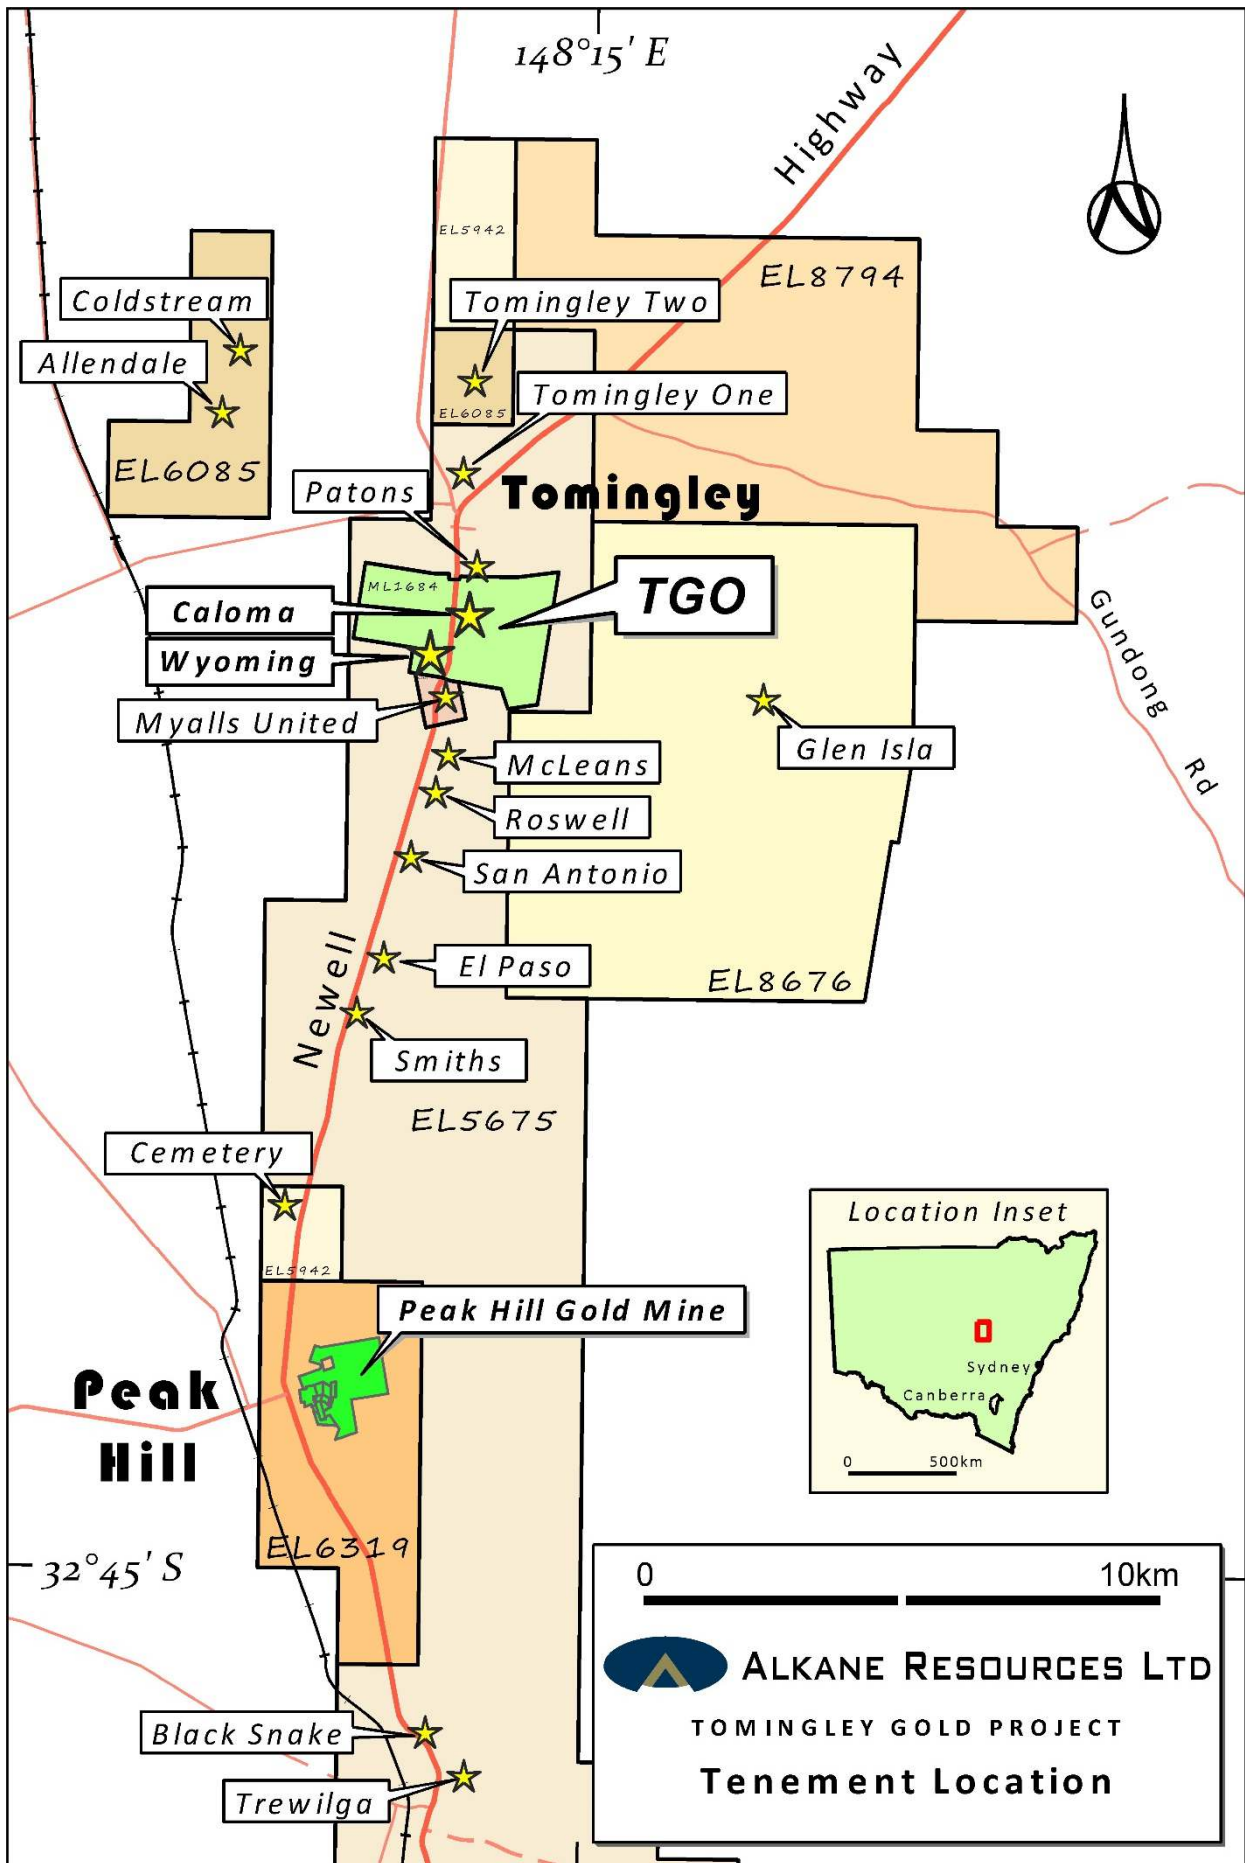 148°15' E
Highway
EL5942
EL8794
Coldstream
Tomingley Two
Allendale
Tomingley One
EL6085
EL6085
Patons
Tomingley
ML1684
TGO
Caloma
Wyoming
Gundong Rd
Myalls United
Glen Isla
McLeans
Roswell
San Antonio
Newell
El Paso
EL8676
Smiths
EL5675
Cemetery
EL5942
Location Inset
Sydney
Canberra
0 500km
Peak Hill Gold Mine
Peak
Hill
EL6319
32°45' S
0 10km
ALKANE RESOURCES LTD
TOMINGLEY GOLD PROJECT
Tenement Location
Black Snake
Trewilga